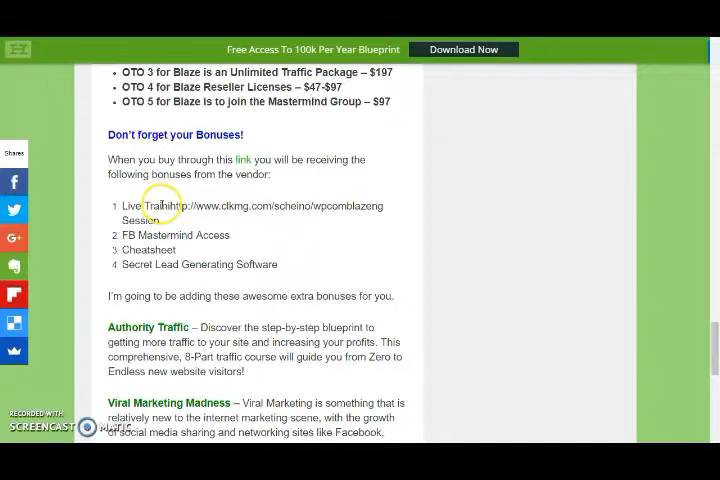 Free Access To 100k Per Year Blueprint Download Now
• OTO 3 for Blaze is an Unlimited Traffic Package – $197
• OTO 4 for Blaze Reseller Licenses – $47-$97
• OTO 5 for Blaze is to join the Mastermind Group – $97
Don't forget your Bonuses!
Shares
When you buy through this link you will be receiving the
following bonuses from the vendor:
1 Live Trainihttp://www.clkmg.com/scheino/wpcomblazeng
Session
2 FB Mastermind Access
3 Cheatsheet
4 Secret Lead Generating Software
I'm going to be adding these awesome extra bonuses for you.
Authority Traffic – Discover the step-by-step blueprint to
getting more traffic to your site and increasing your profits. This
comprehensive, 8-Part traffic course will guide you from Zero to
Endless new website visitors!
Viral Marketing Madness – Viral Marketing is something that is
relatively new to the internet marketing scene, with the growth
of social media sharing and networking sites like Facebook,
RECORDED WITH
SCREENCAST MATIC